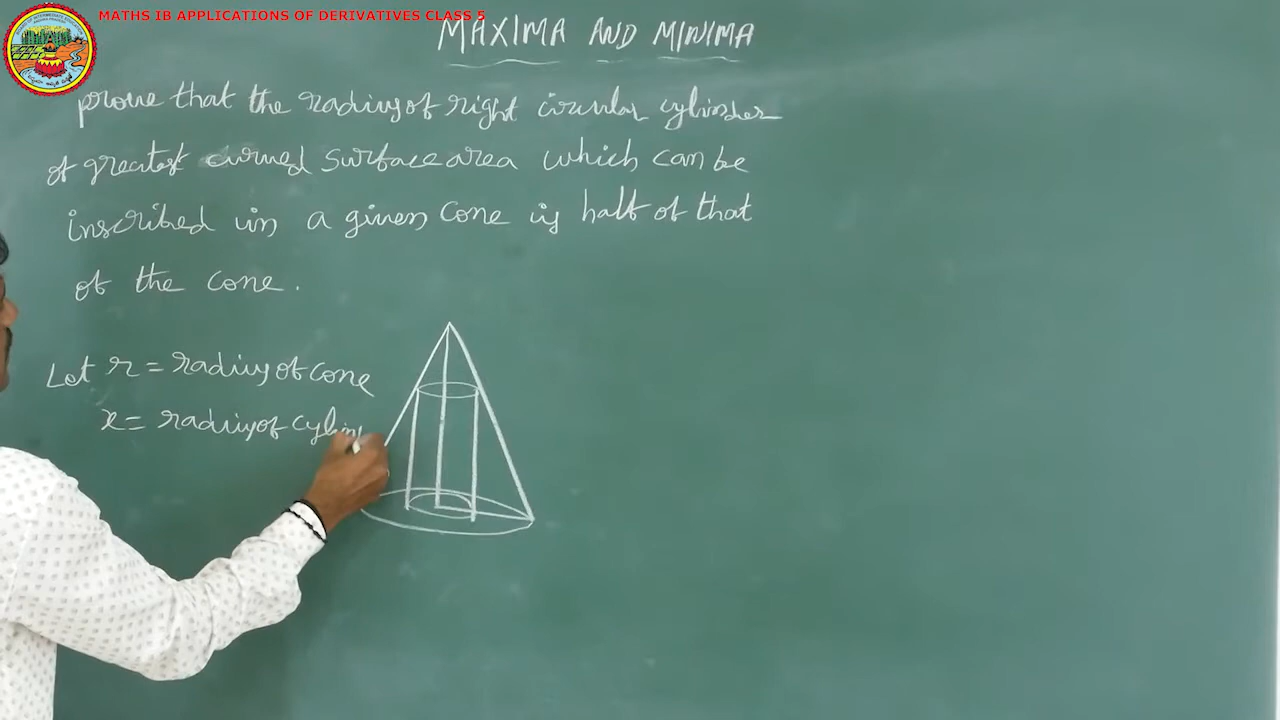 MATHS IB APPLICATIONS OF DERIVATIVES CLASS 5
MAXIMA AND MINIMA
prove that the radius of right circular cylinder
of greatest curved surface area which can be
inscribed in a given cone is half of that
of the cone.
Let r = radius of cone
x = radius of cylin